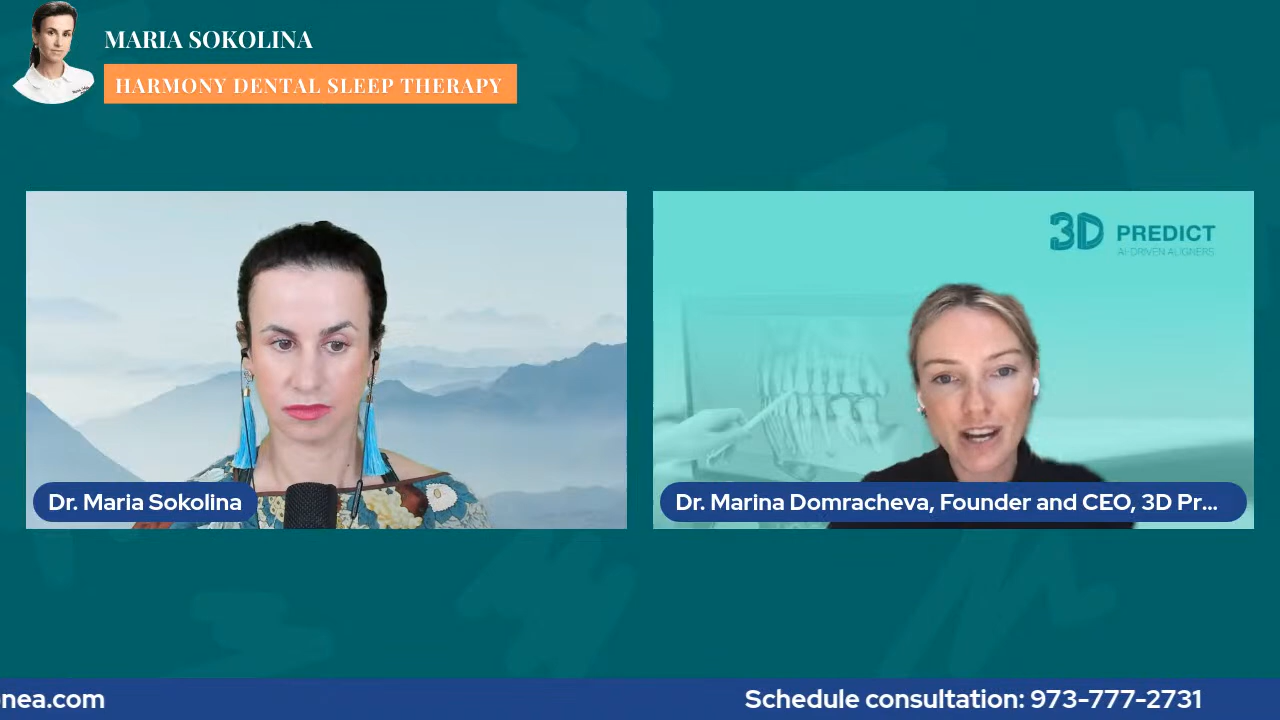 MARIA SOKOLINA
HARMONY DENTAL SLEEP THERAPY
3D PREDICT
AI-DRIVEN ALIGNERS
Dr. Maria Sokolina
Dr. Marina Domracheva, Founder and CEO, 3D Pr...
nea.com
Schedule consultation: 973-777-2731